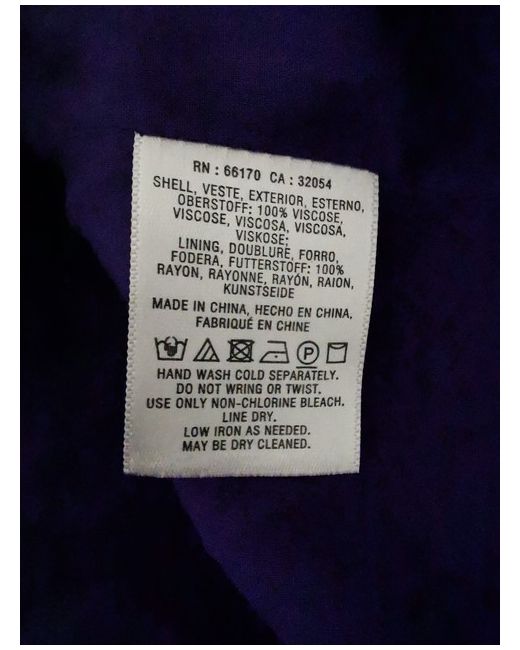 RN : 66170 CA : 32054
SHELL, VESTE, EXTERIOR, ESTERNO,
OBERSTOFF: 100% VISCOSE,
VISCOSE, VISCOSA, VISCOSA,
VISKOSE;
LINING, DOUBLURE, FORRO,
FODERA, FUTTERSTOFF: 100%
RAYON, RAYONNE, RAYÓN, RAION,
KUNSTSEIDE
MADE IN CHINA, HECHO EN CHINA,
FABRIQUÉ EN CHINE
P
HAND WASH COLD SEPARATELY.
DO NOT WRING OR TWIST.
USE ONLY NON-CHLORINE BLEACH.
LINE DRY.
LOW IRON AS NEEDED.
MAY BE DRY CLEANED.